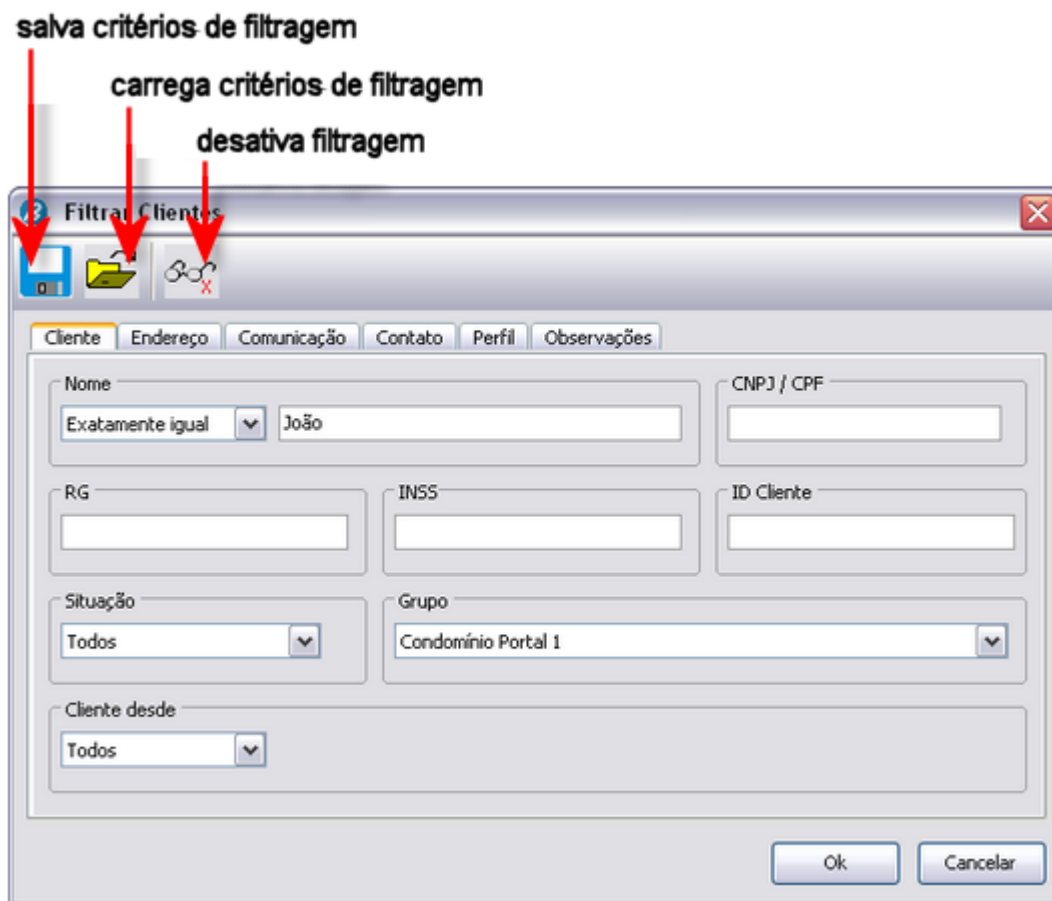 salva critérios de filtragem
carrega critérios de filtragem
desativa filtragem
Filtrar Clientes
Cliente Endereço Comunicação Contato Perfil Observações
Nome CNPJ / CPF
Exatamente igual João
RG INSS ID Cliente
Situação Grupo
Todos Condomínio Portal 1
Cliente desde
Todos
Ok Cancelar